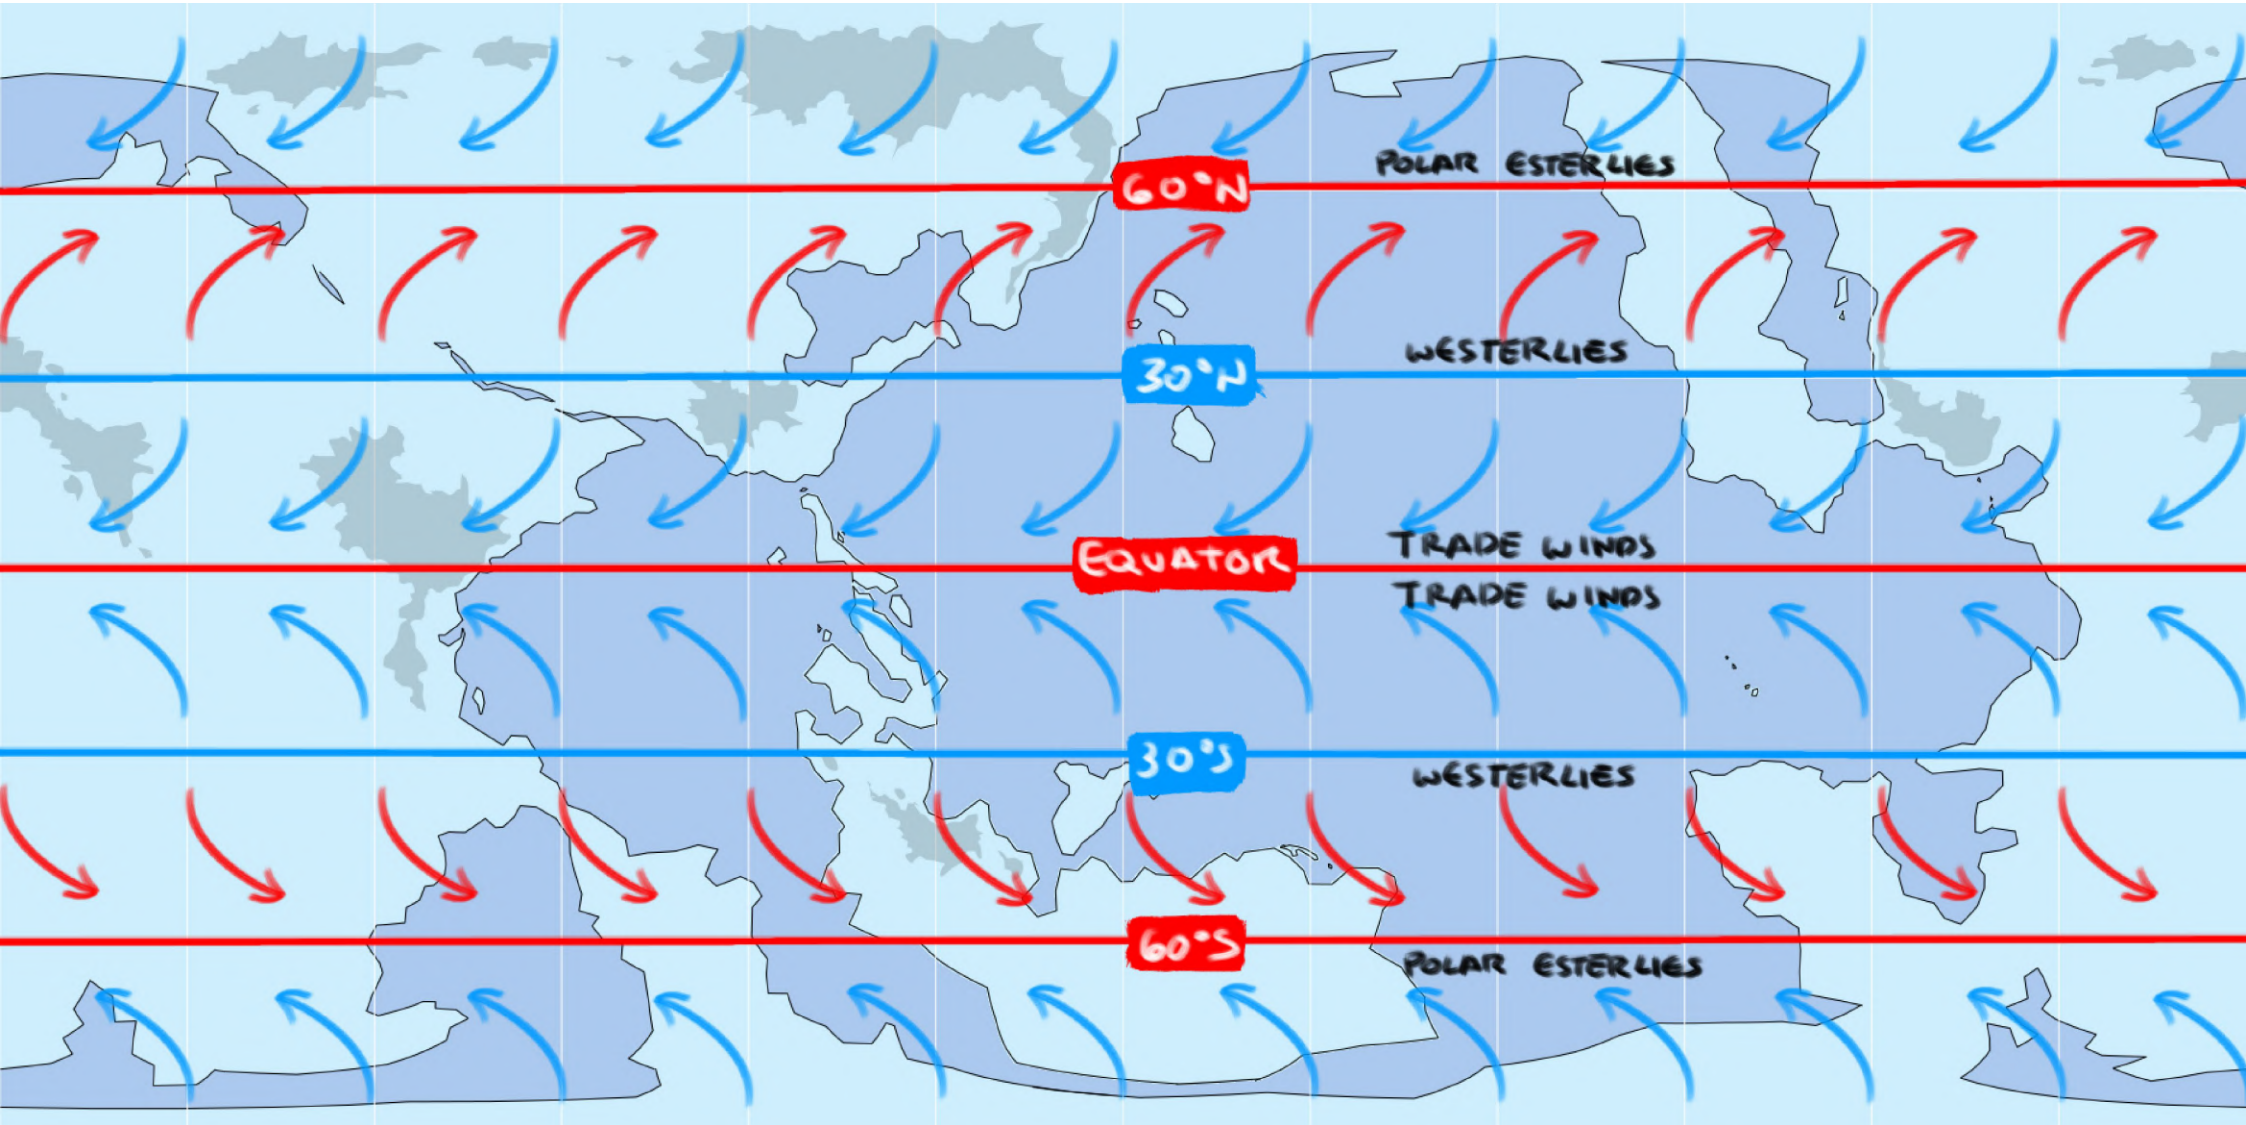 POLAR ESTERLIES
60°N
WESTERLIES
30°N
TRADE WINDS
EQUATOR
TRADE WINDS
30°S
WESTERLIES
60°S
POLAR ESTERLIES